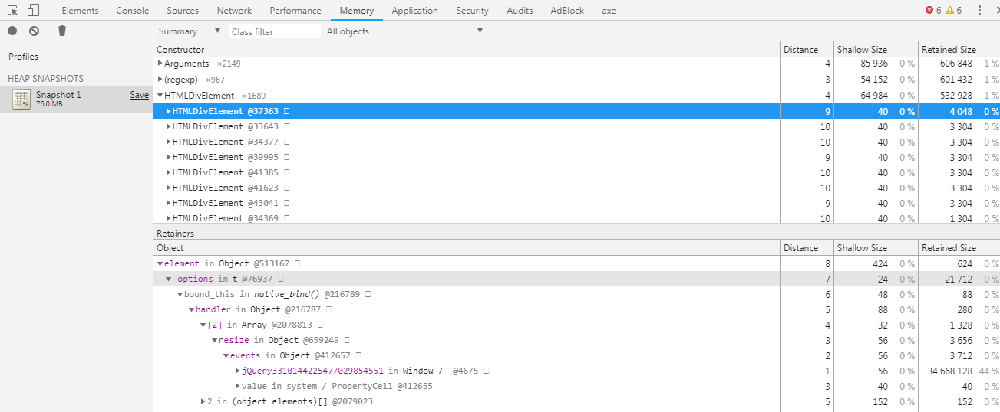 Elements Console Sources Network Performance Memory Application Security Audits AdBlock axe 6 6
Summary Class filter All objects
Profiles
HEAP SNAPSHOTS
Snapshot 1 Save
76.0 MB
Constructor Distance Shallow Size Retained Size
Arguments ×2149 4 85 936 0 % 606 848 1 %
(regexp) ×967 3 54 152 0 % 601 432 1 %
HTMLDivElement ×1689 4 64 984 0 % 532 928 1 %
HTMLDivElement @37363 9 40 0 % 4 048 0 %
HTMLDivElement @33643 10 40 0 % 3 304 0 %
HTMLDivElement @34377 10 40 0 % 3 304 0 %
HTMLDivElement @39995 9 40 0 % 3 304 0 %
HTMLDivElement @41385 10 40 0 % 3 304 0 %
HTMLDivElement @41623 10 40 0 % 3 304 0 %
HTMLDivElement @43041 9 40 0 % 3 304 0 %
HTMLDivElement @34369 10 40 0 % 1 304 0 %
Retainers
Object Distance Shallow Size Retained Size
element in Object @513167 8 424 0 % 624 0 %
_options in t @76937 7 24 0 % 21 712 0 %
bound_this in native_bind() @216789 6 48 0 % 88 0 %
handler in Object @216787 5 88 0 % 280 0 %
[2] in Array @2078813 4 32 0 % 1 328 0 %
resize in Object @659249 3 56 0 % 3 656 0 %
events in Object @412657 2 56 0 % 3 712 0 %
jQuery3310144225477029854551 in Window / @4675 1 56 0 % 34 668 128 44 %
value in system / PropertyCell @412655 3 40 0 % 40 0 %
2 in (object elements)[] @2079023 5 152 0 % 152 0 %